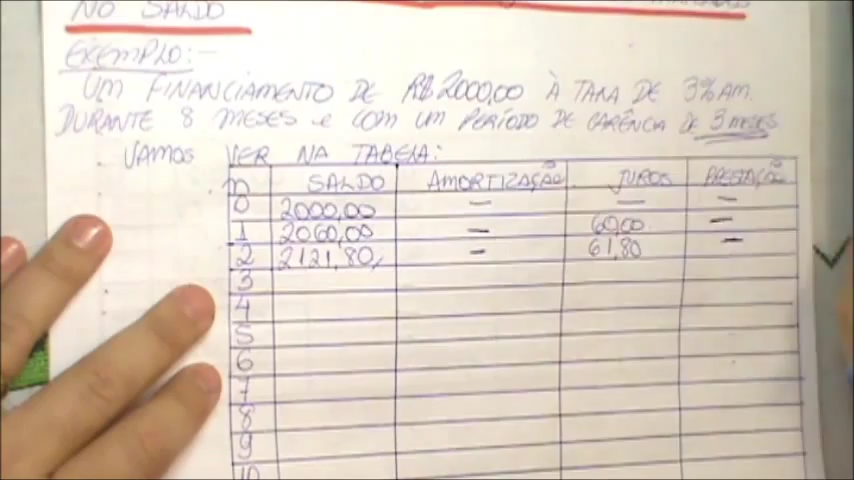 NO SALDO
EXEMPLO:-
UM FINANCIAMENTO DE R$2000,00 À TAXA DE 3% AM.
DURANTE 8 MESES e COM UM PERÍODO DE CARÊNCIA DE 3 MESES
VAMOS VER NA TABELA:
n SALDO AMORTIZAÇÃO JUROS PRESTAÇÃO
0 2000,00 — — —
1 2060,00 — 60,00 —
2 2121,80, — 61,80 —
3
4
5
6
7
8
9
10